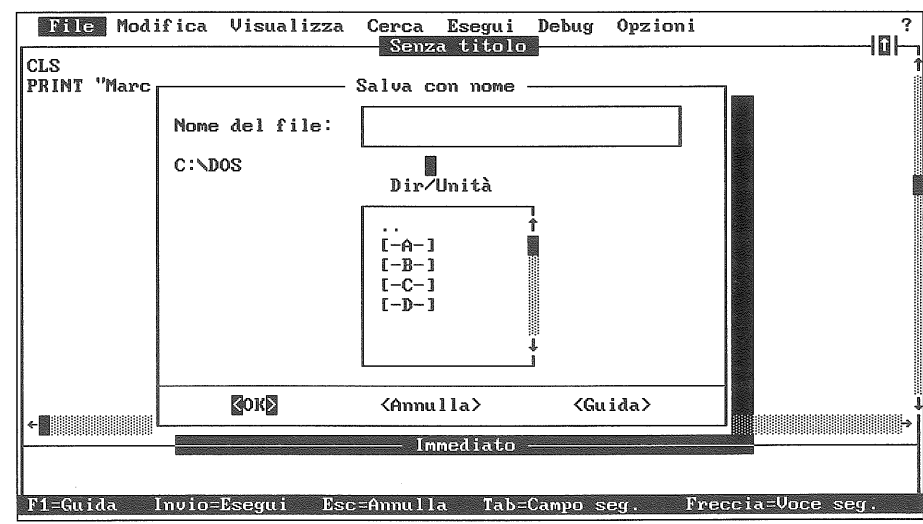 File Modifica Visualizza Cerca Esegui Debug Opzioni ?
Senza titolo
CLS
PRINT "Marc
Salva con nome
Nome del file:
C:\DOS
Dir/Unità
..
[-A-]
[-B-]
[-C-]
[-D-]
<OK> <Annulla> <Guida>
Immediato
F1=Guida Invio=Esegui Esc=Annulla Tab=Campo seg. Freccia=Voce seg.